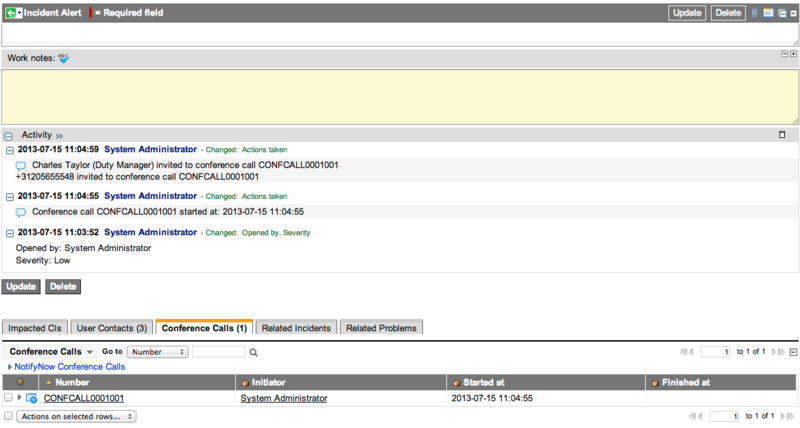 Incident Alert = Required field Update Delete
Work notes:
Activity
2013-07-15 11:04:59 System Administrator - Changed: Actions taken
Charles Taylor (Duty Manager) invited to conference call CONFCALL0001001
+31205655548 invited to conference call CONFCALL0001001
2013-07-15 11:04:55 System Administrator - Changed: Actions taken
Conference call CONFCALL0001001 started at: 2013-07-15 11:04:55
2013-07-15 11:03:52 System Administrator - Changed: Opened by, Severity
Opened by: System Administrator
Severity: Low
Update Delete
Impacted CIs User Contacts (3) Conference Calls (1) Related Incidents Related Problems
Conference Calls Go to Number 1 to 1 of 1
NotifyNow Conference Calls
Number Initiator Started at Finished at
CONFCALL0001001 System Administrator 2013-07-15 11:04:55
Actions on selected rows... 1 to 1 of 1